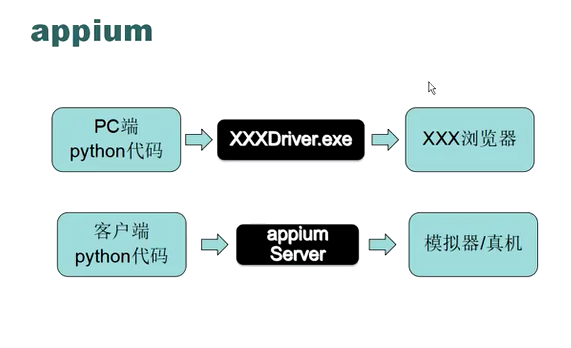 appium
PC端
python代码
XXXDriver.exe
XXX浏览器
客户端
python代码
appium
Server
模拟器/真机